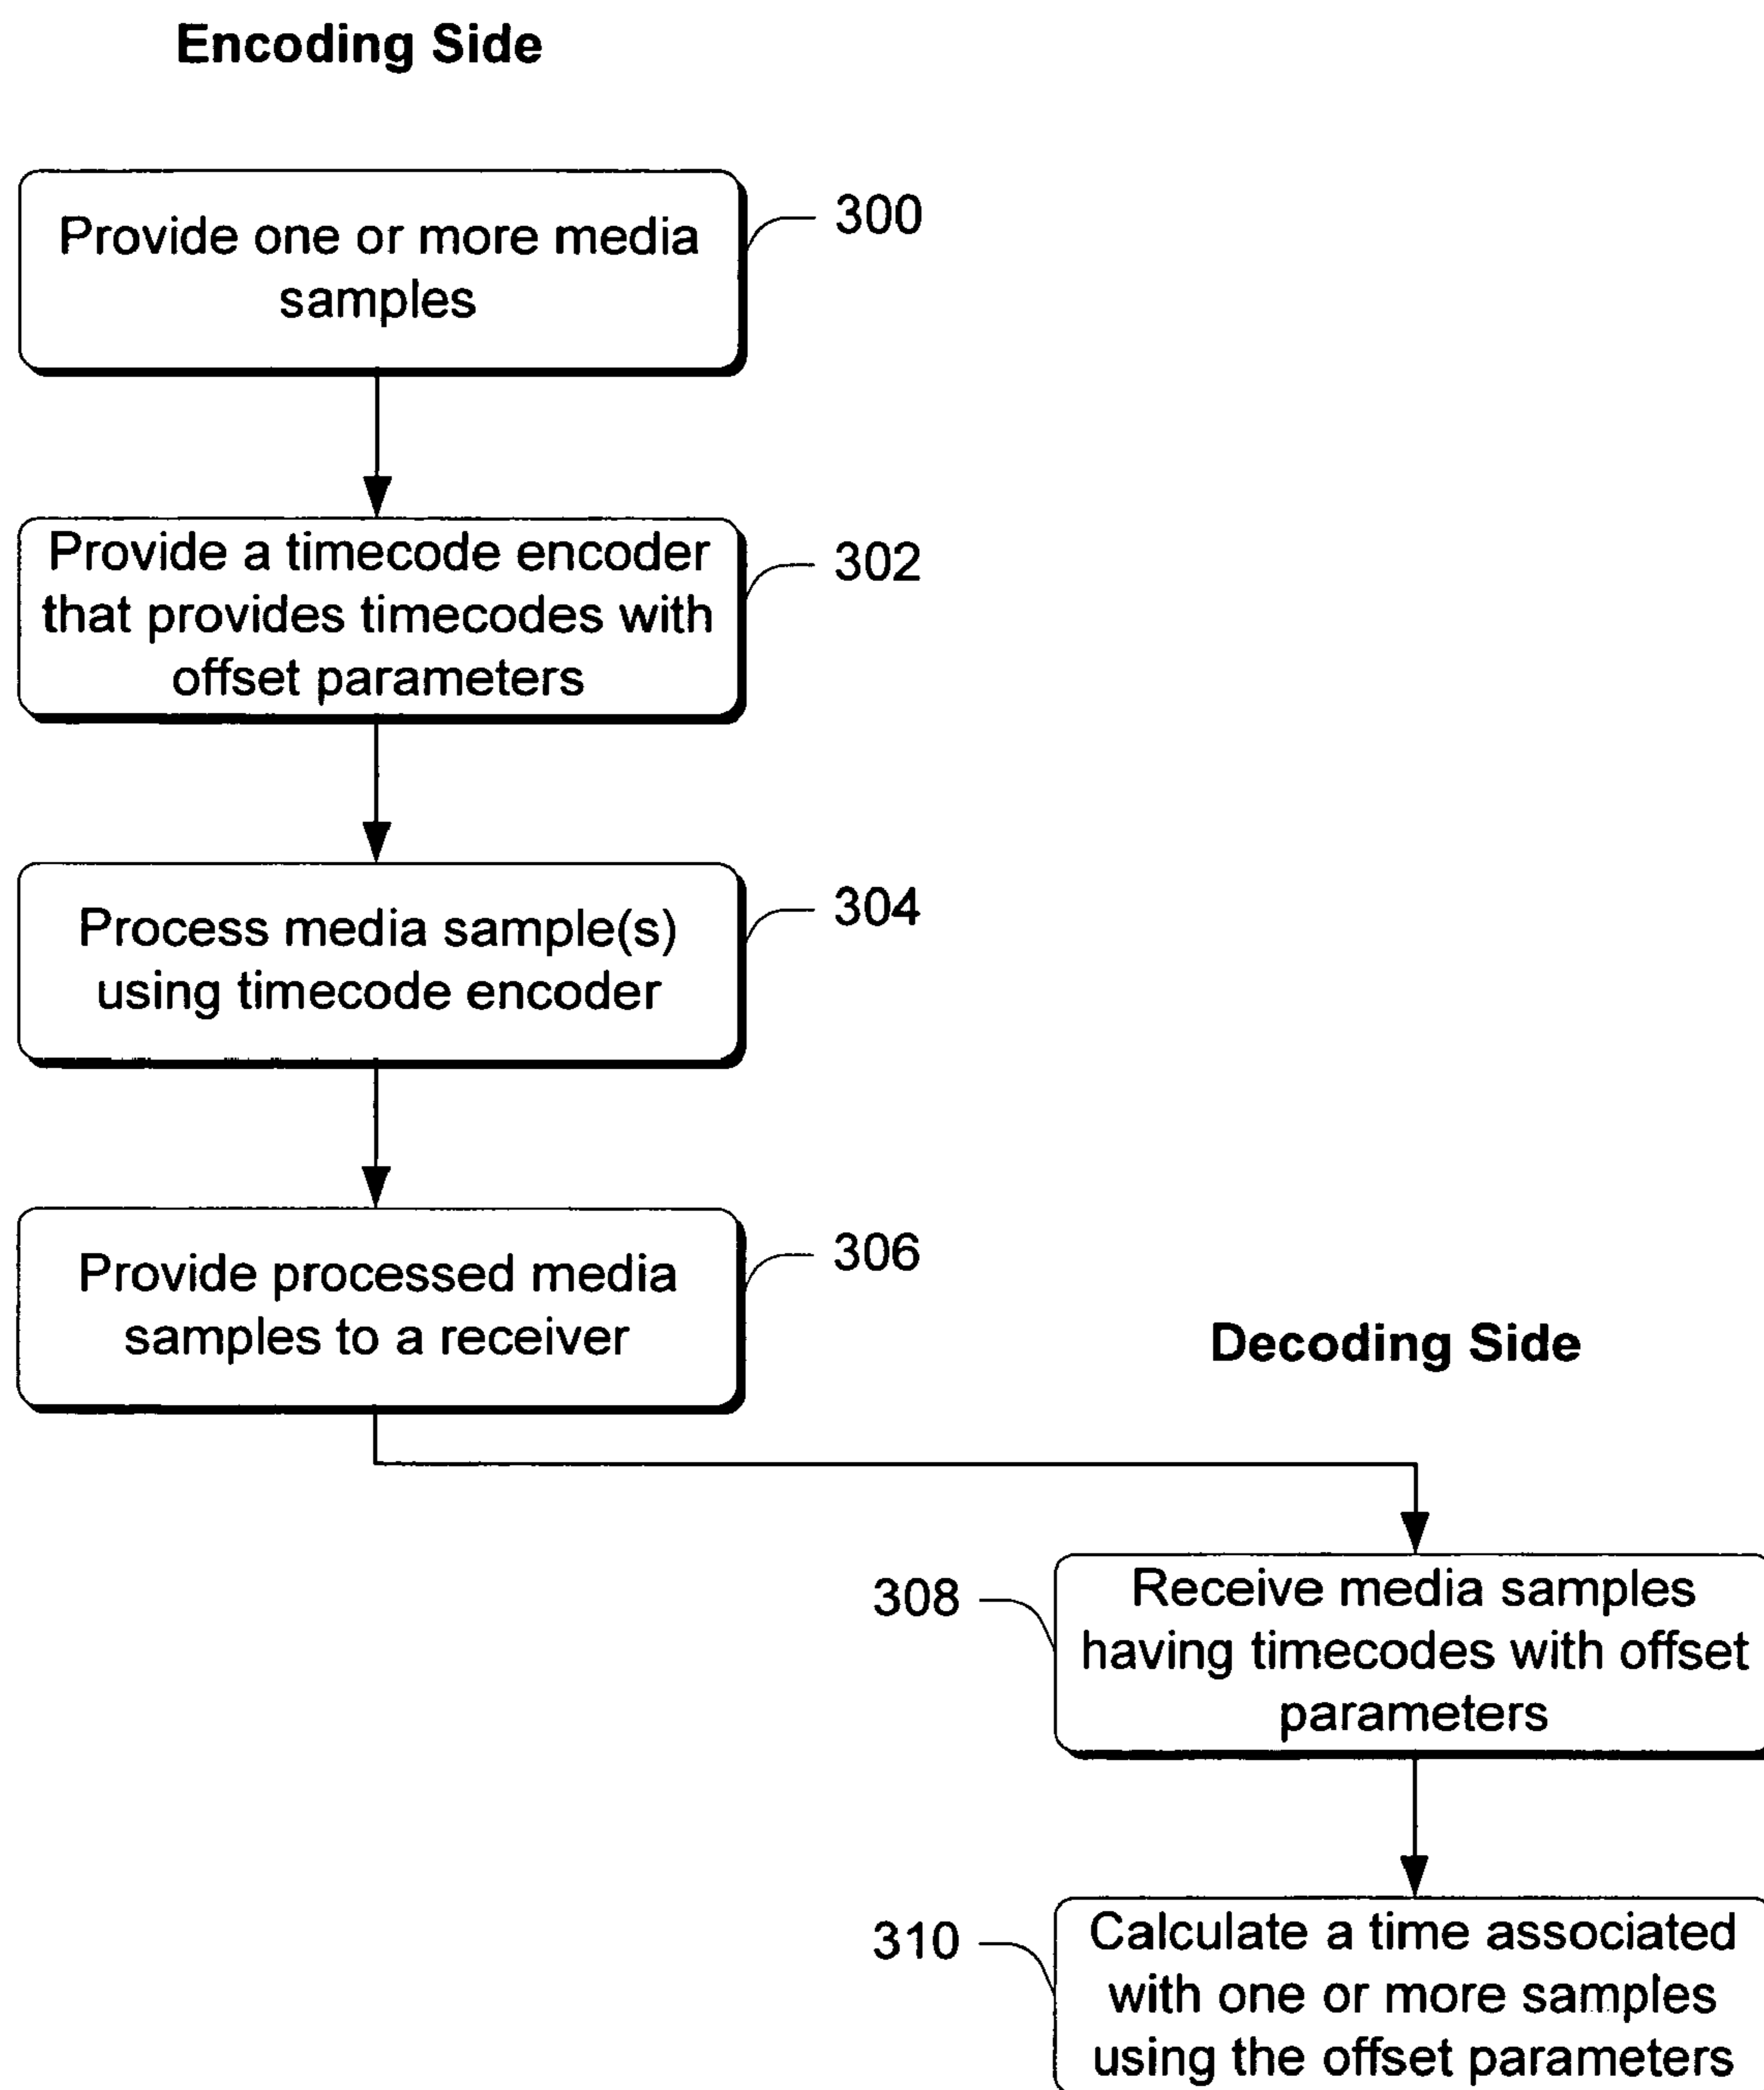 Encoding Side
Provide one or more media
samples
300
Provide a timecode encoder
that provides timecodes with
offset parameters
302
Process media sample(s)
using timecode encoder
304
Provide processed media
samples to a receiver
306
Decoding Side
308
Receive media samples
having timecodes with offset
parameters
310
Calculate a time associated
with one or more samples
using the offset parameters